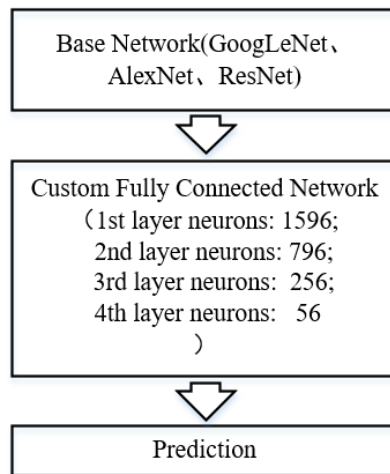 Base Network(GoogLeNet、
AlexNet、ResNet)
Custom Fully Connected Network
（1st layer neurons: 1596;
2nd layer neurons: 796;
3rd layer neurons: 256;
4th layer neurons: 56
）
Prediction